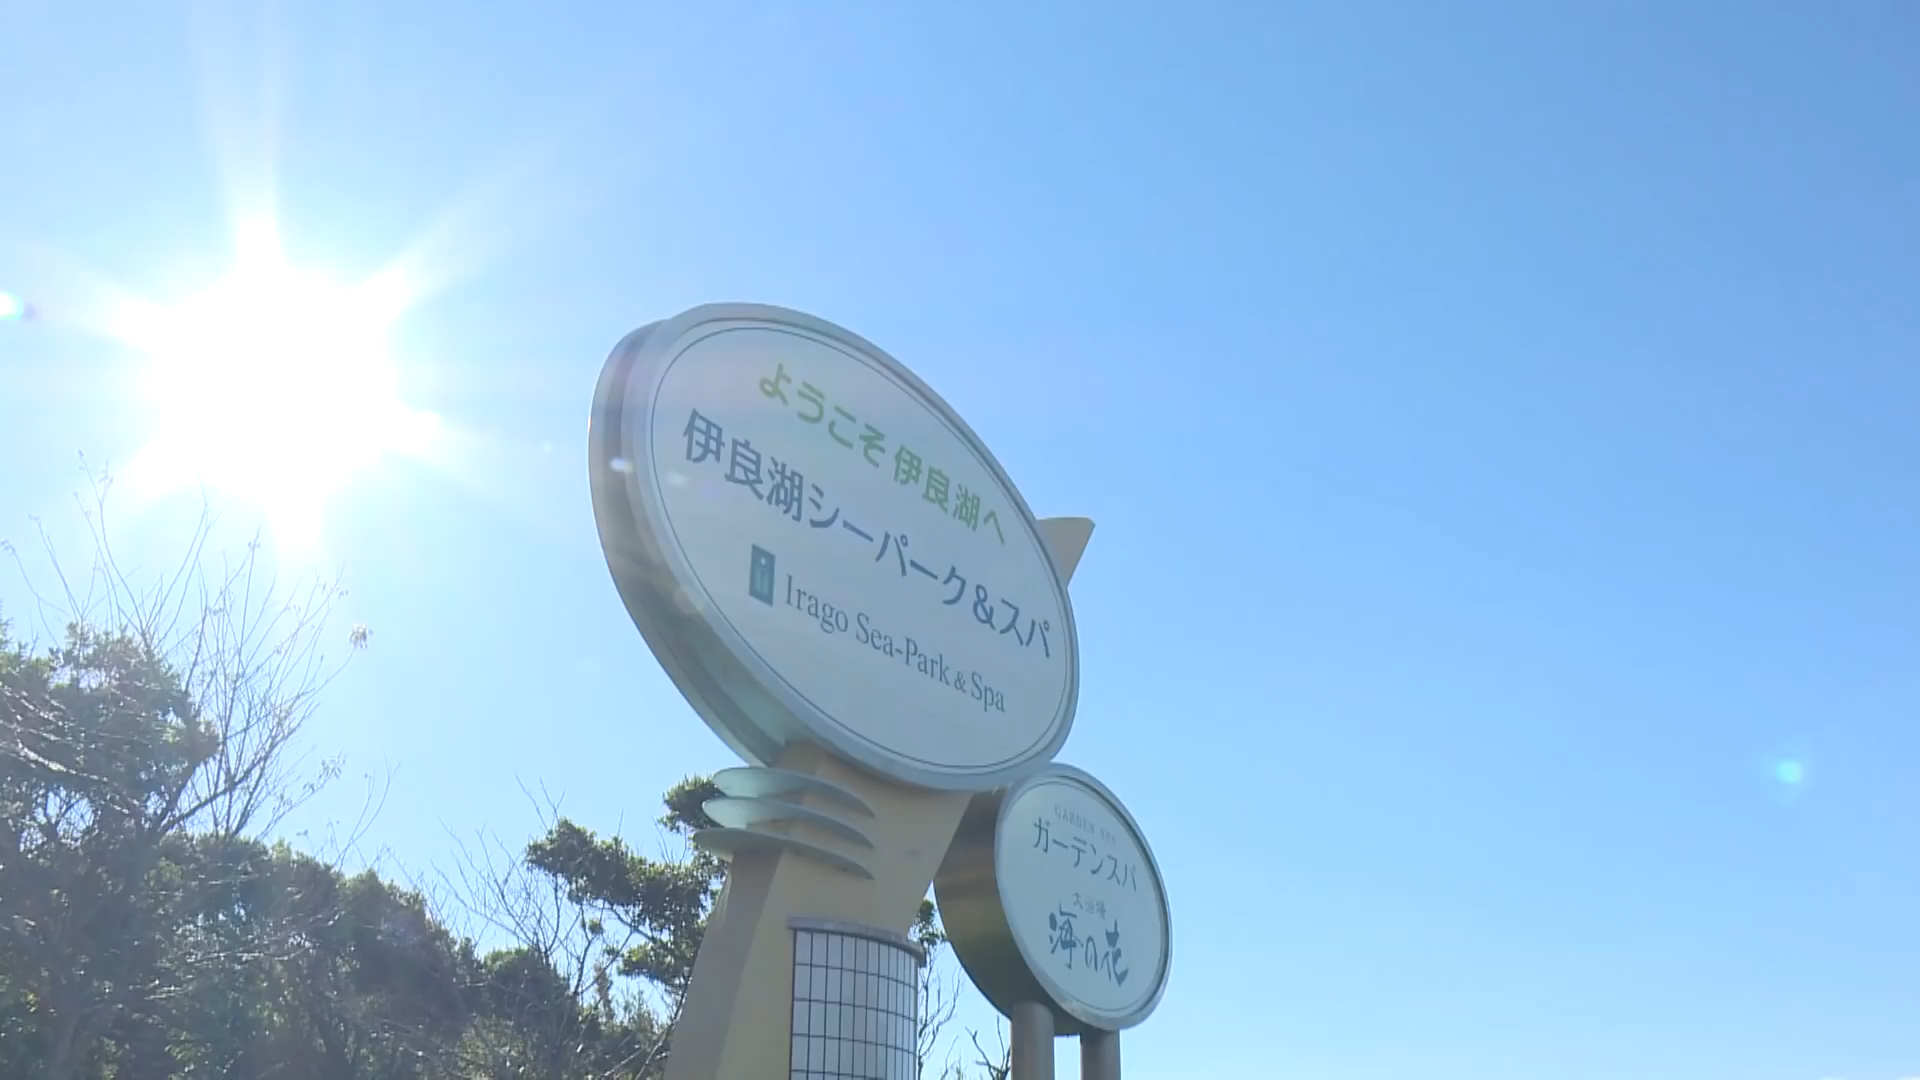 ようこそ伊良湖へ
伊良湖シーパーク&スパ
Irago Sea-Park & Spa
GARDEN SPA
ガーデンスパ
大浴場
海の花